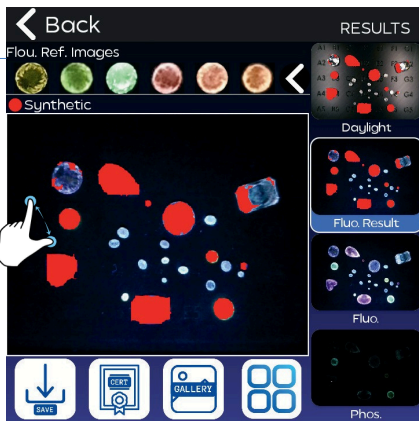 Back
RESULTS
Flou. Ref. Images
Synthetic
Daylight
Fluo. Result
Fluo.
Phos.
SAVE
CERT
GALLERY